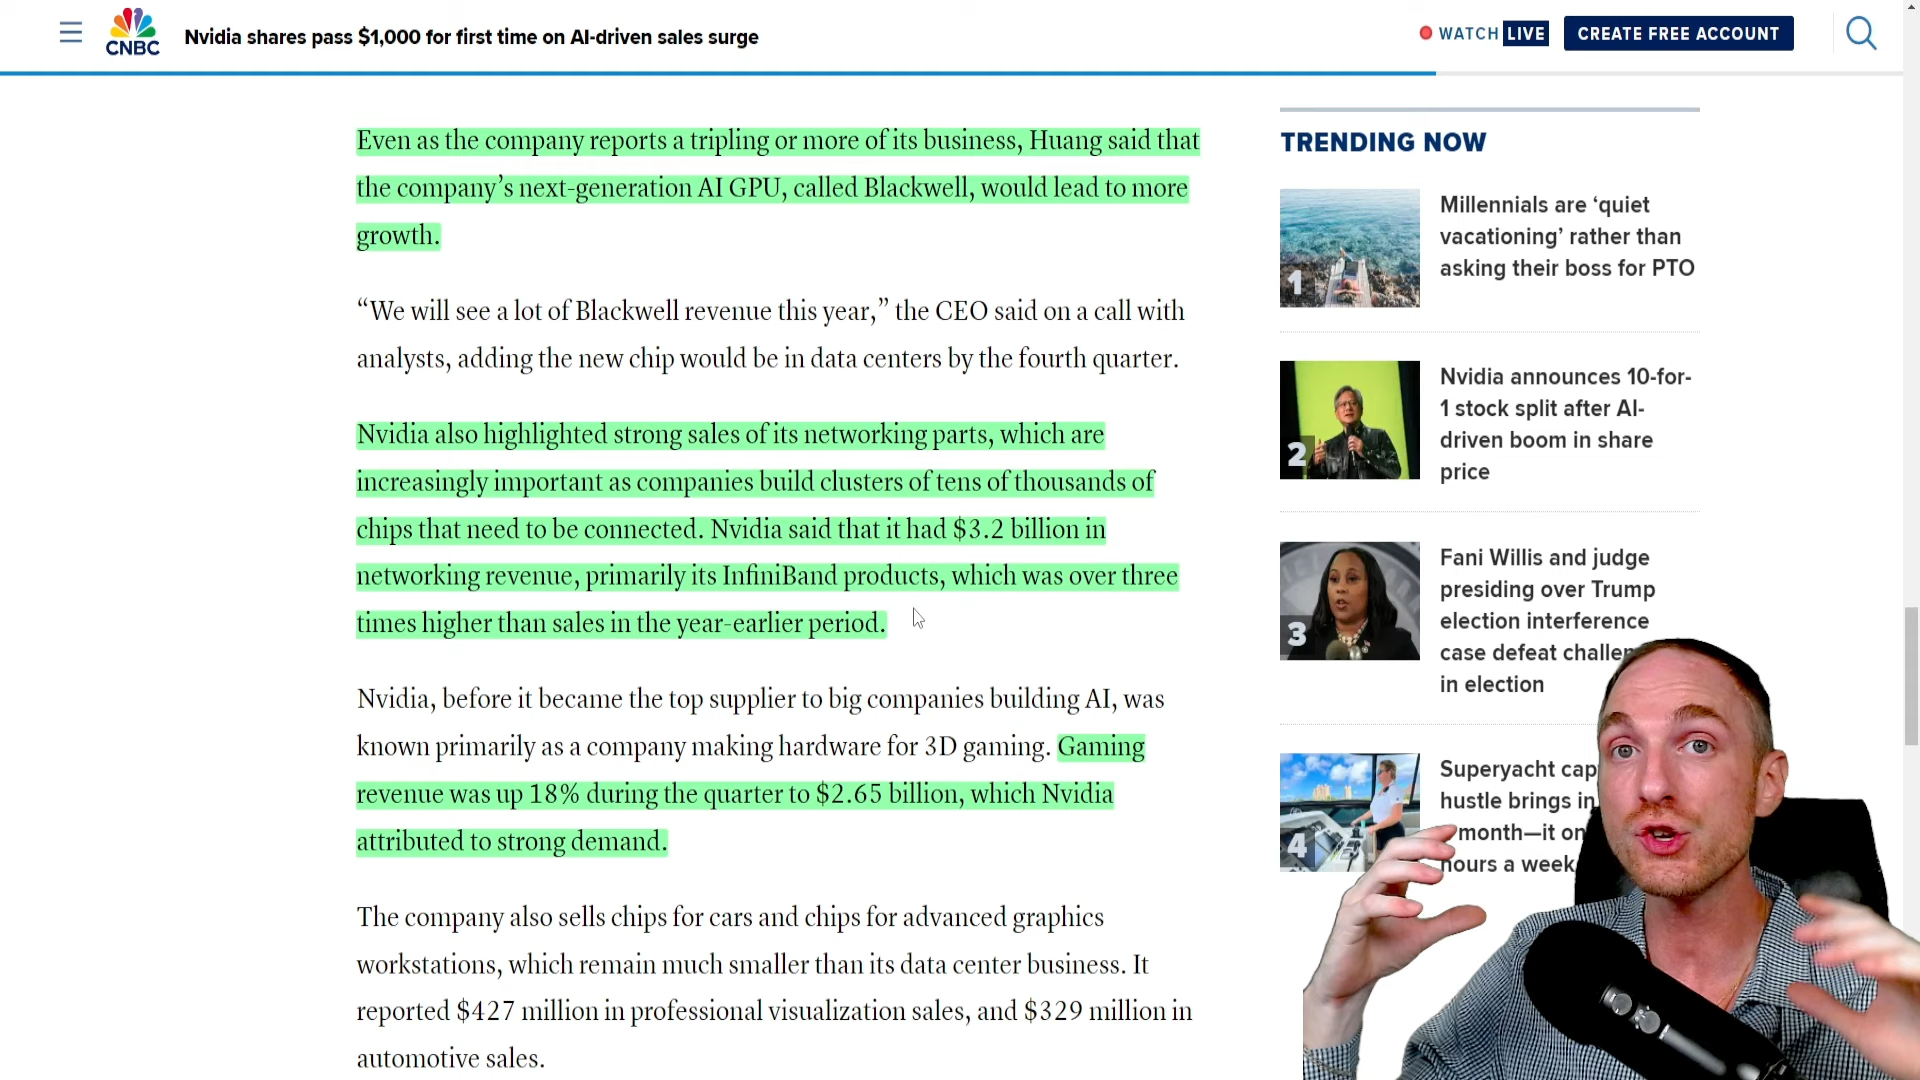 CNBC
Nvidia shares pass $1,000 for first time on AI-driven sales surge
WATCH LIVE
CREATE FREE ACCOUNT
Even as the company reports a tripling or more of its business, Huang said that
the company’s next-generation AI GPU, called Blackwell, would lead to more
growth.
“We will see a lot of Blackwell revenue this year,” the CEO said on a call with
analysts, adding the new chip would be in data centers by the fourth quarter.
Nvidia also highlighted strong sales of its networking parts, which are
increasingly important as companies build clusters of tens of thousands of
chips that need to be connected. Nvidia said that it had $3.2 billion in
networking revenue, primarily its InfiniBand products, which was over three
times higher than sales in the year-earlier period.
Nvidia, before it became the top supplier to big companies building AI, was
known primarily as a company making hardware for 3D gaming. Gaming
revenue was up 18% during the quarter to $2.65 billion, which Nvidia
attributed to strong demand.
The company also sells chips for cars and chips for advanced graphics
workstations, which remain much smaller than its data center business. It
reported $427 million in professional visualization sales, and $329 million in
automotive sales.
TRENDING NOW
1
Millennials are ‘quiet
vacationing’ rather than
asking their boss for PTO
2
Nvidia announces 10-for-
1 stock split after AI-
driven boom in share
price
3
Fani Willis and judge
presiding over Trump
election interference
case defeat
in election
4
Superyacht
hustle brings in
month—it
hours a week